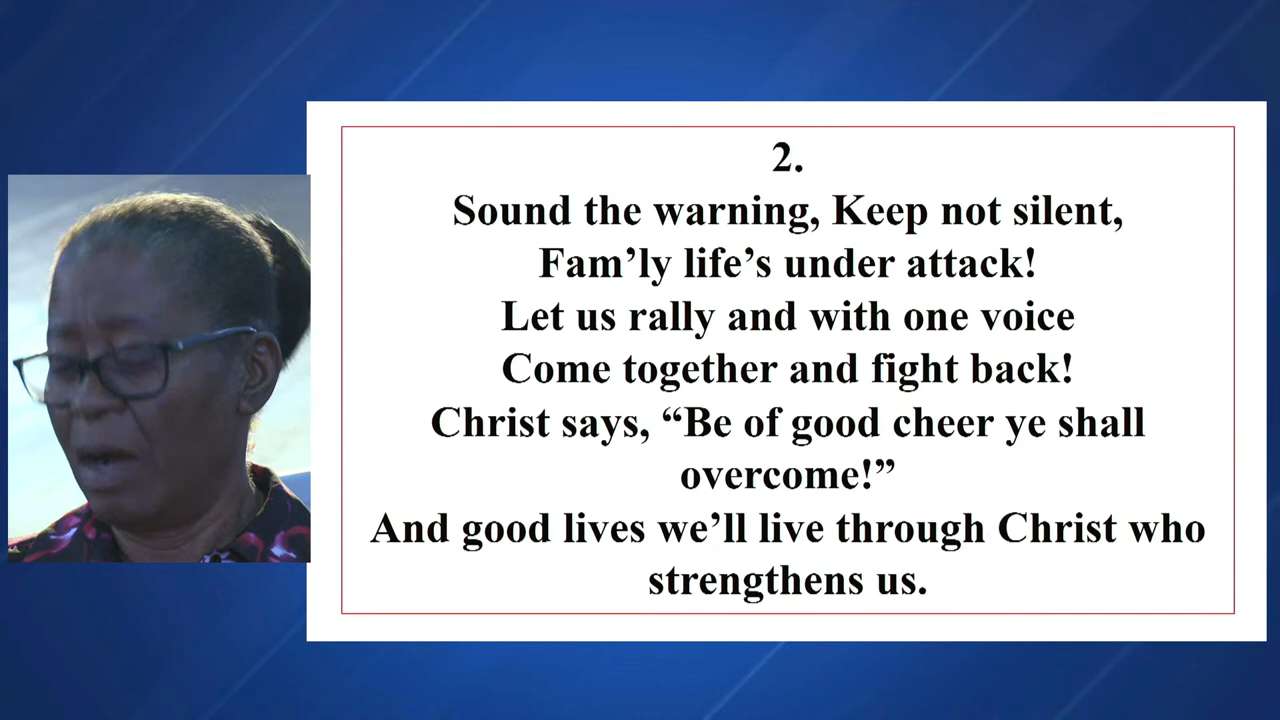 2.
Sound the warning, Keep not silent,
Fam’ly life’s under attack!
Let us rally and with one voice
Come together and fight back!
Christ says, “Be of good cheer ye shall
overcome!”
And good lives we’ll live through Christ who
strengthens us.